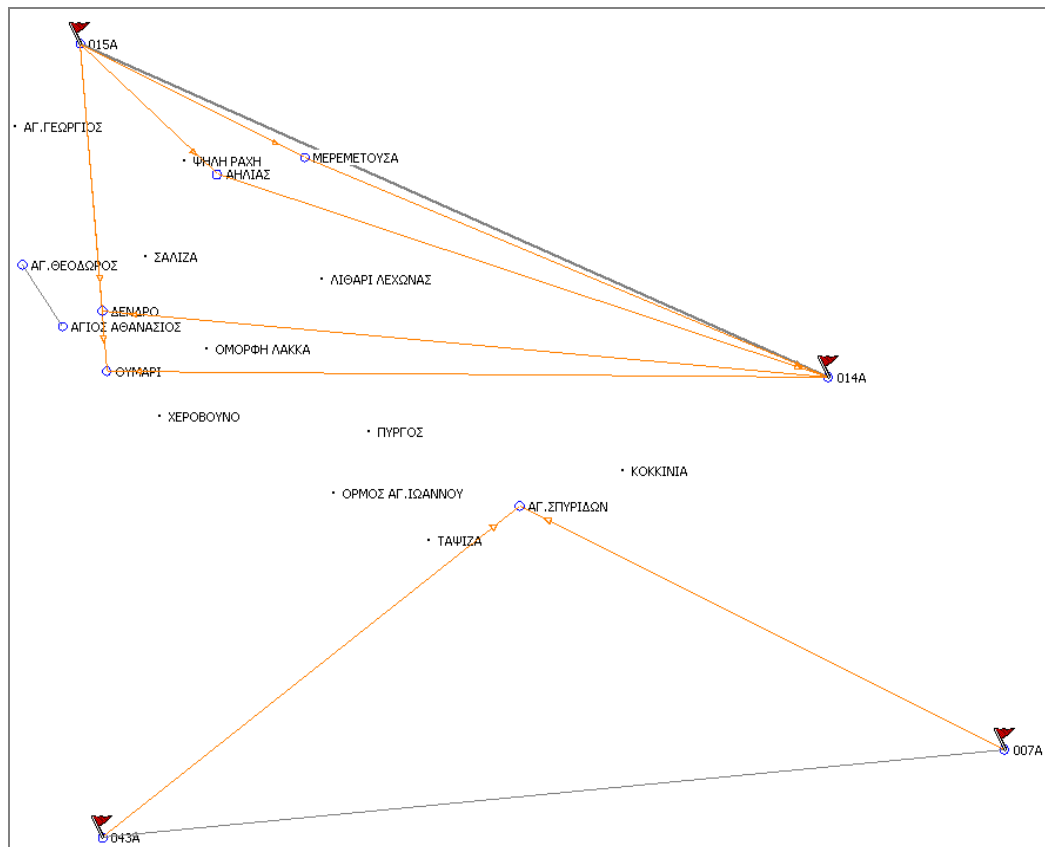 015A
ΑΓ.ΓΕΩΡΓΙΟΣ
ΜΕΡΕΜΕΤΟΥΣΑ
ΨΗΛΗ ΡΑΧΗ
ΑΗΛΙΑΣ
ΣΑΛΙΖΑ
ΑΓ.ΘΕΟΔΩΡΟΣ
ΛΙΘΑΡΙ ΛΕΧΩΝΑΣ
ΔΕΝΔΡΟ
ΑΓΙΟΣ ΑΘΑΝΑΣΙΟΣ
ΟΜΟΡΦΗ ΛΑΚΚΑ
ΟΥΜΑΡΙ
014A
ΧΕΡΟΒΟΥΝΟ
ΠΥΡΓΟΣ
ΚΟΚΚΙΝΙΑ
ΟΡΜΟΣ ΑΓ.ΙΩΑΝΝΟΥ
ΑΓ.ΣΠΥΡΙΔΩΝ
ΤΑΨΙΖΑ
007A
043A